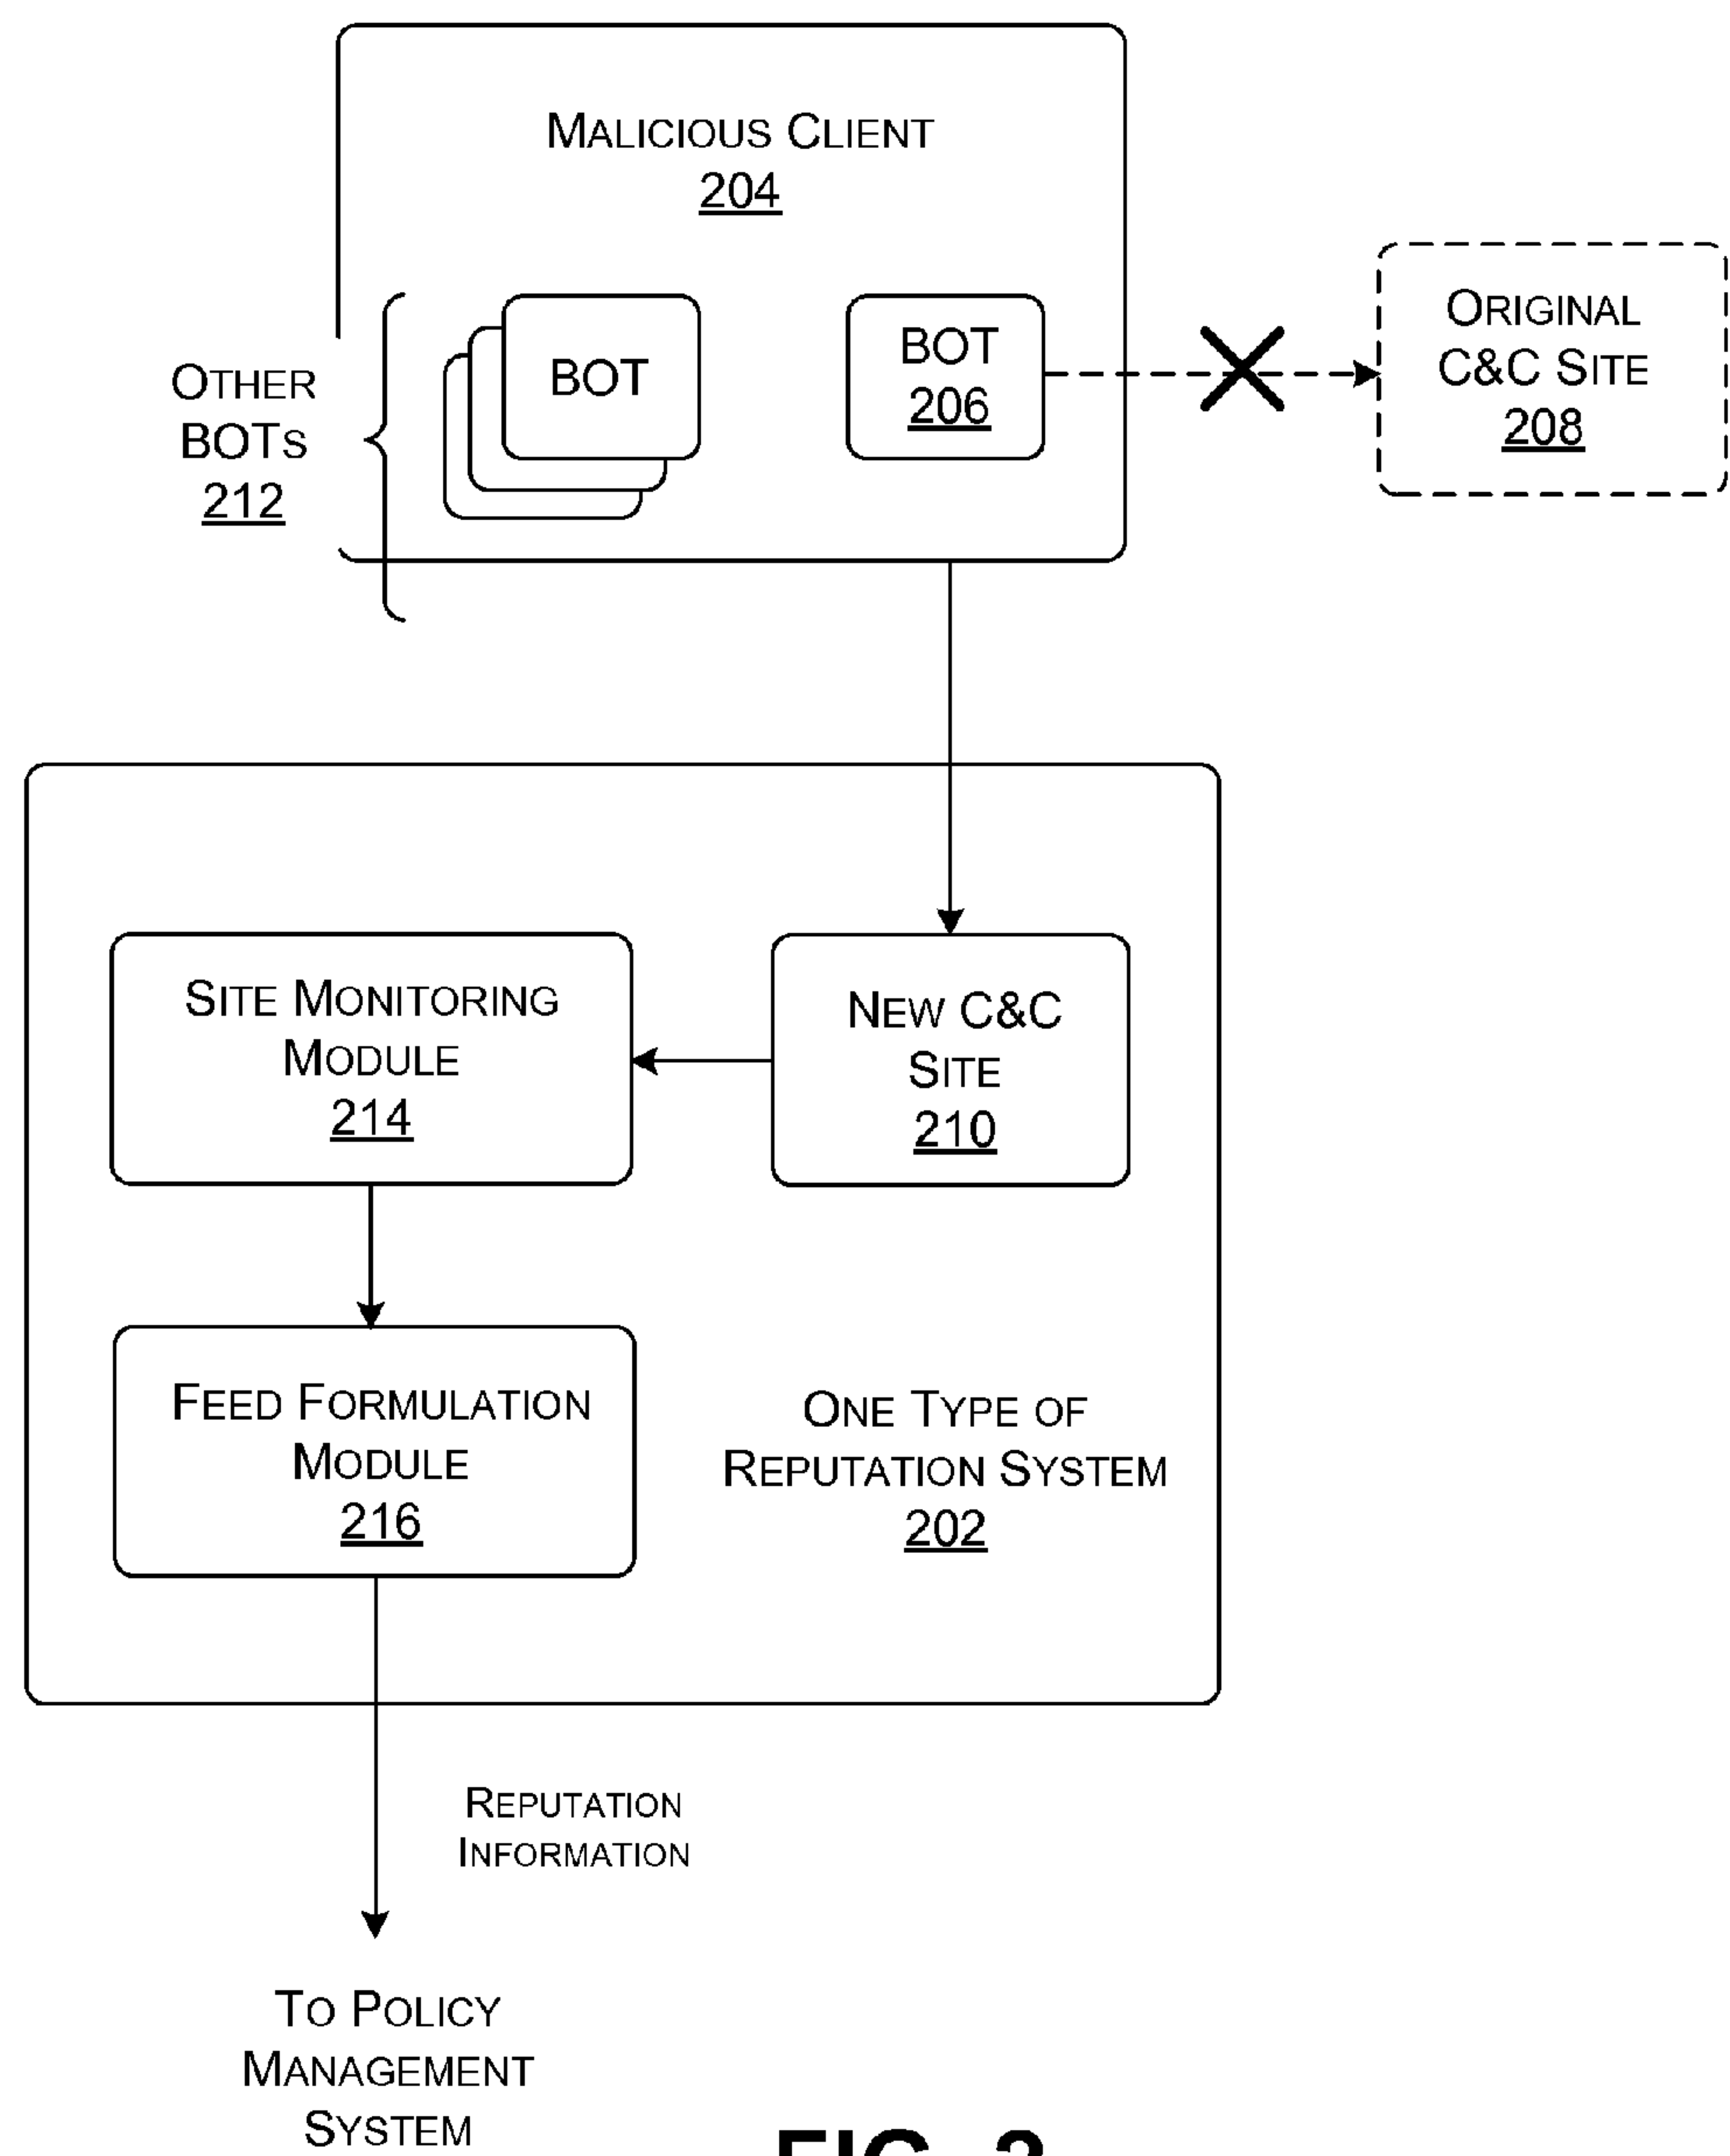 MALICIOUS CLIENT
204
OTHER
BOTS
212
BOT
BOT
206
ORIGINAL
C&C SITE
208
SITE MONITORING
MODULE
214
NEW C&C
SITE
210
FEED FORMULATION
MODULE
216
ONE TYPE OF
REPUTATION SYSTEM
202
REPUTATION
INFORMATION
TO POLICY
MANAGEMENT
SYSTEM